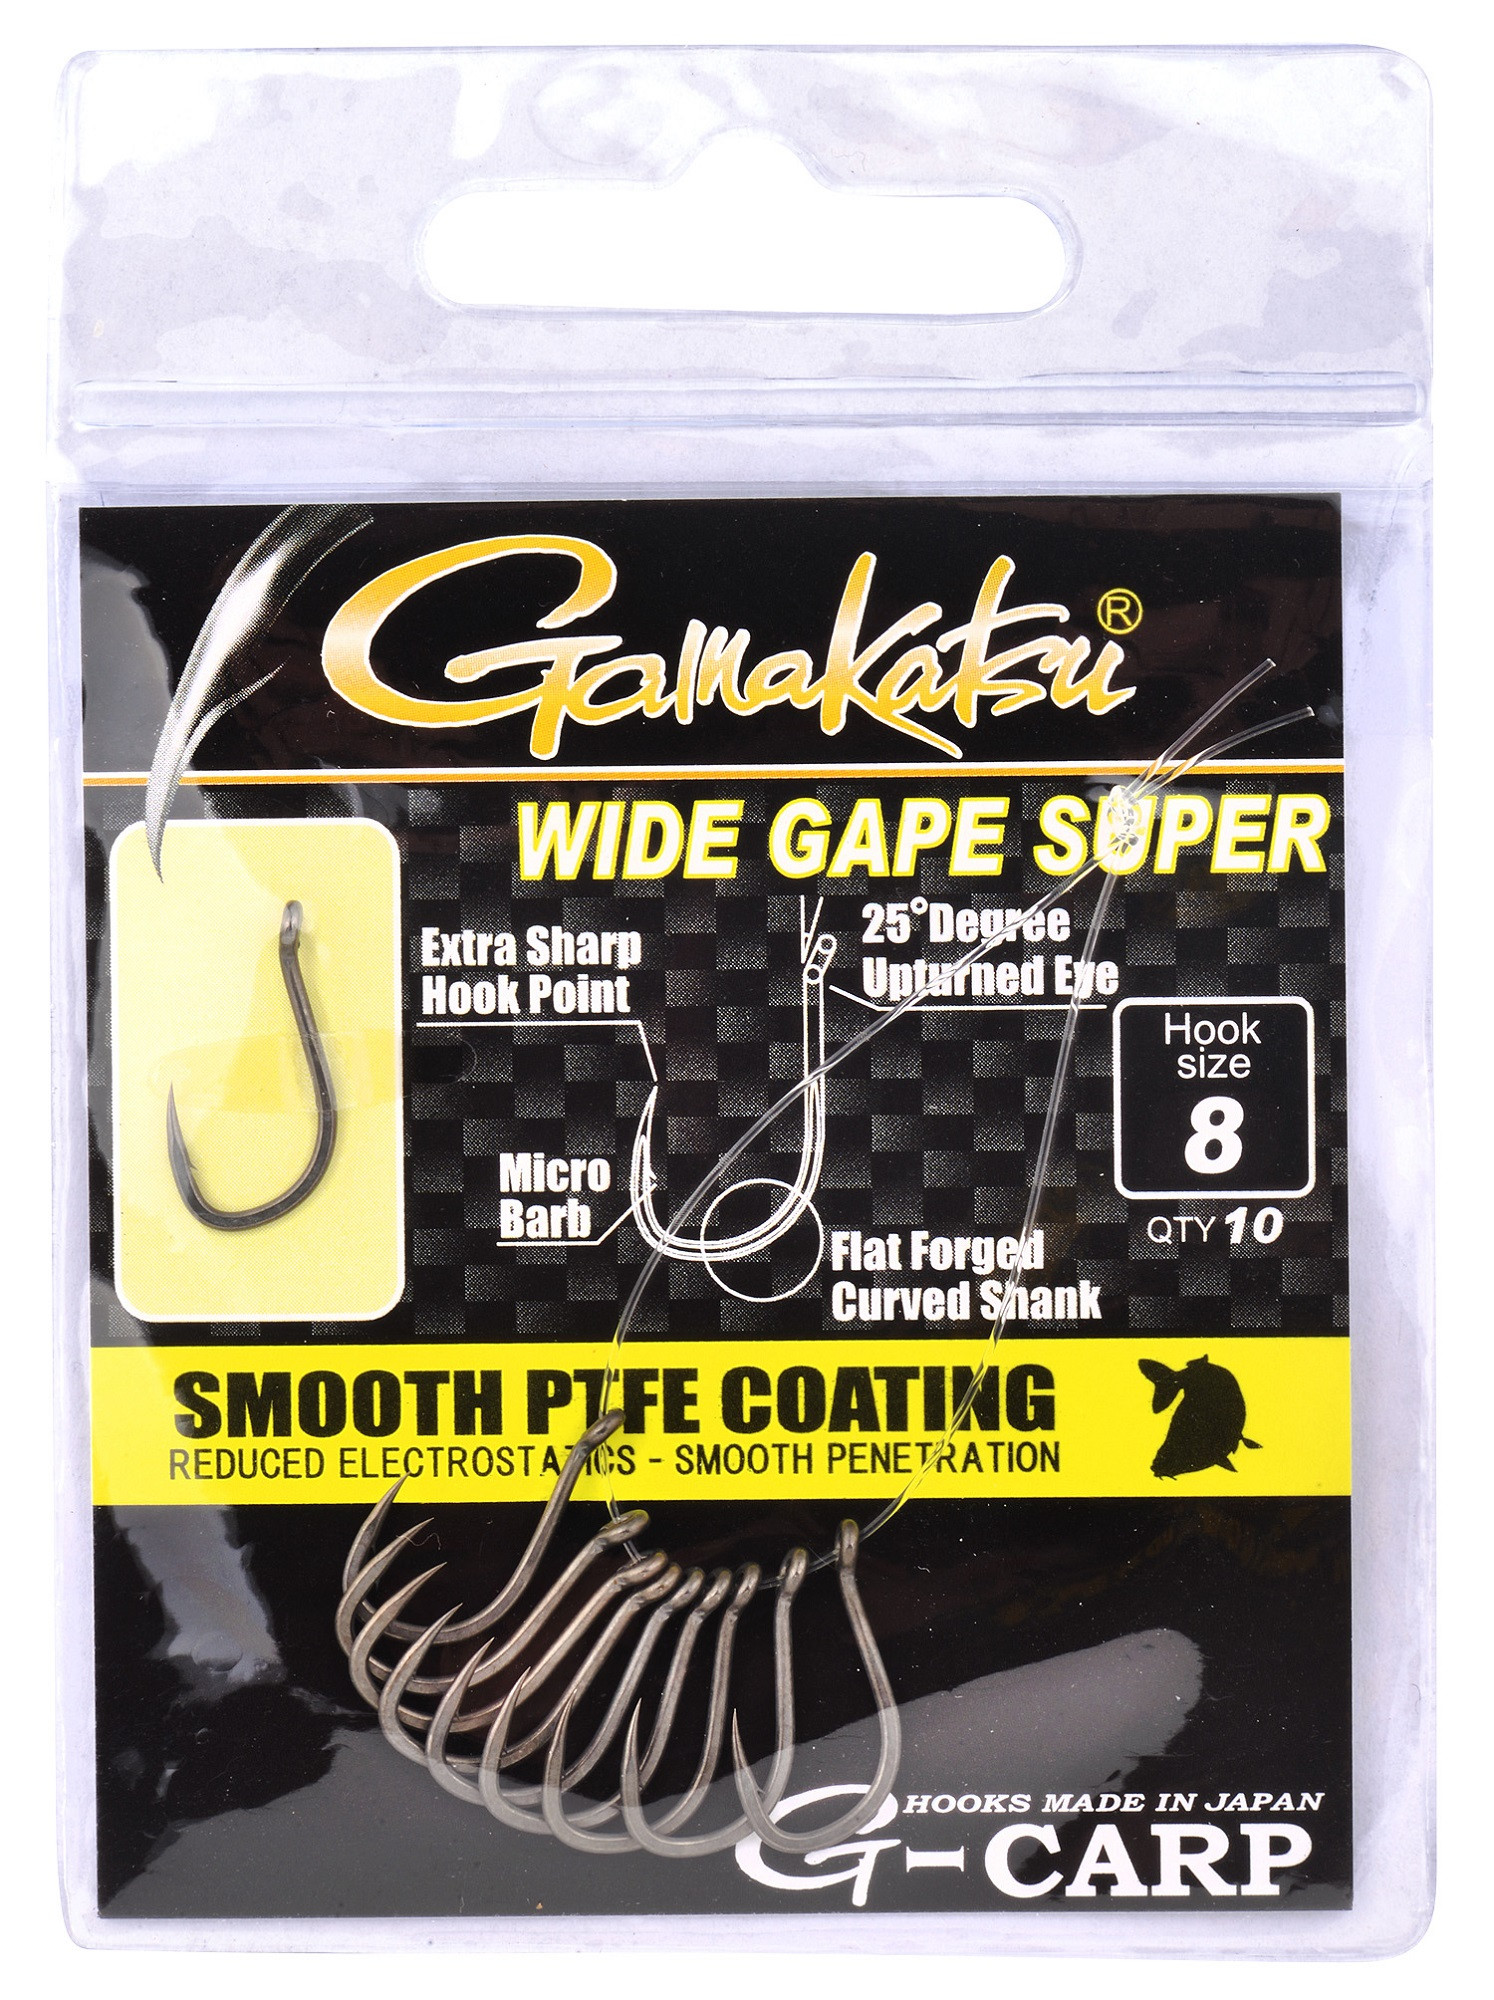 Gamakatsu®
WIDE GAPE SUPER
Extra Sharp
Hook Point
25°Degree
Upturned Eye
Hook
size
8
QTY 10
Micro
Barb
Flat Forged
Curved Shank
SMOOTH PTFE COATING
REDUCED ELECTROSTATICS - SMOOTH PENETRATION
HOOKS MADE IN JAPAN
G-CARP